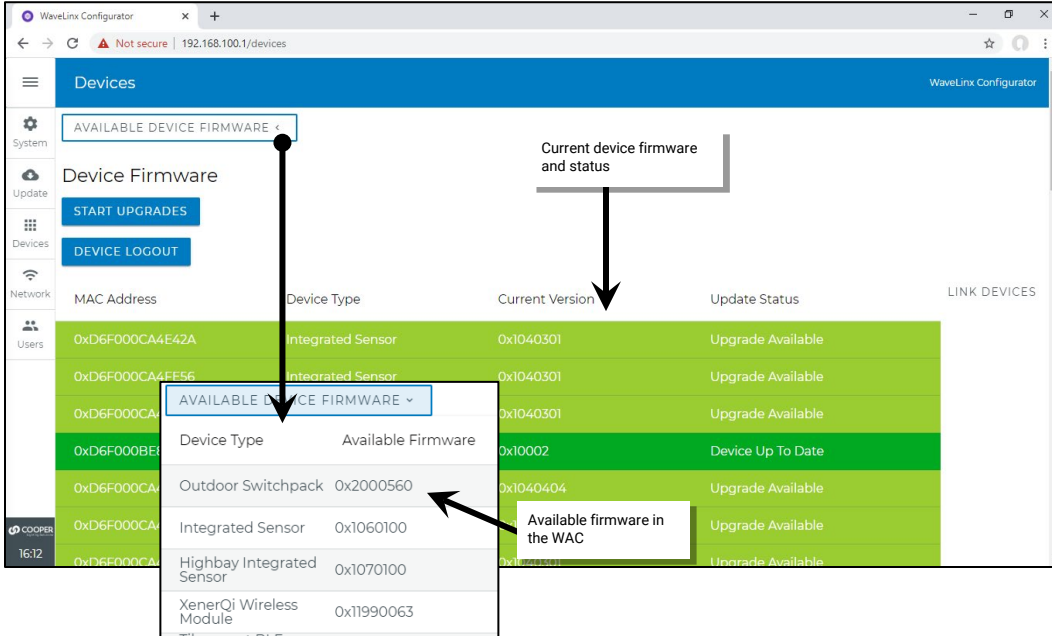 WaveLinx Configurator
Not secure | 192.168.100.1/devices
Devices
WaveLinx Configurator
AVAILABLE DEVICE FIRMWARE
System
Current device firmware
and status
Device Firmware
Update
START UPGRADES
Devices
DEVICE LOGOUT
Network
MAC Address Device Type Current Version Update Status LINK DEVICES
Users
0xD6F000CA4E42A Integrated Sensor 0x1040301 Upgrade Available
0xD6F000CA4FE56 Integrated Sensor 0x1040301 Upgrade Available
0x1040301 Upgrade Available
0x10002 Device Up To Date
0x1040404 Upgrade Available
Upgrade Available
Upgrade Available
AVAILABLE DEVICE FIRMWARE
Device Type Available Firmware
Outdoor Switchpack 0x2000560
Integrated Sensor 0x1060100
Highbay Integrated
Sensor
0x1070100
XenerQi Wireless
Module
0x11990063
Available firmware in
the WAC
COOPER
16:12